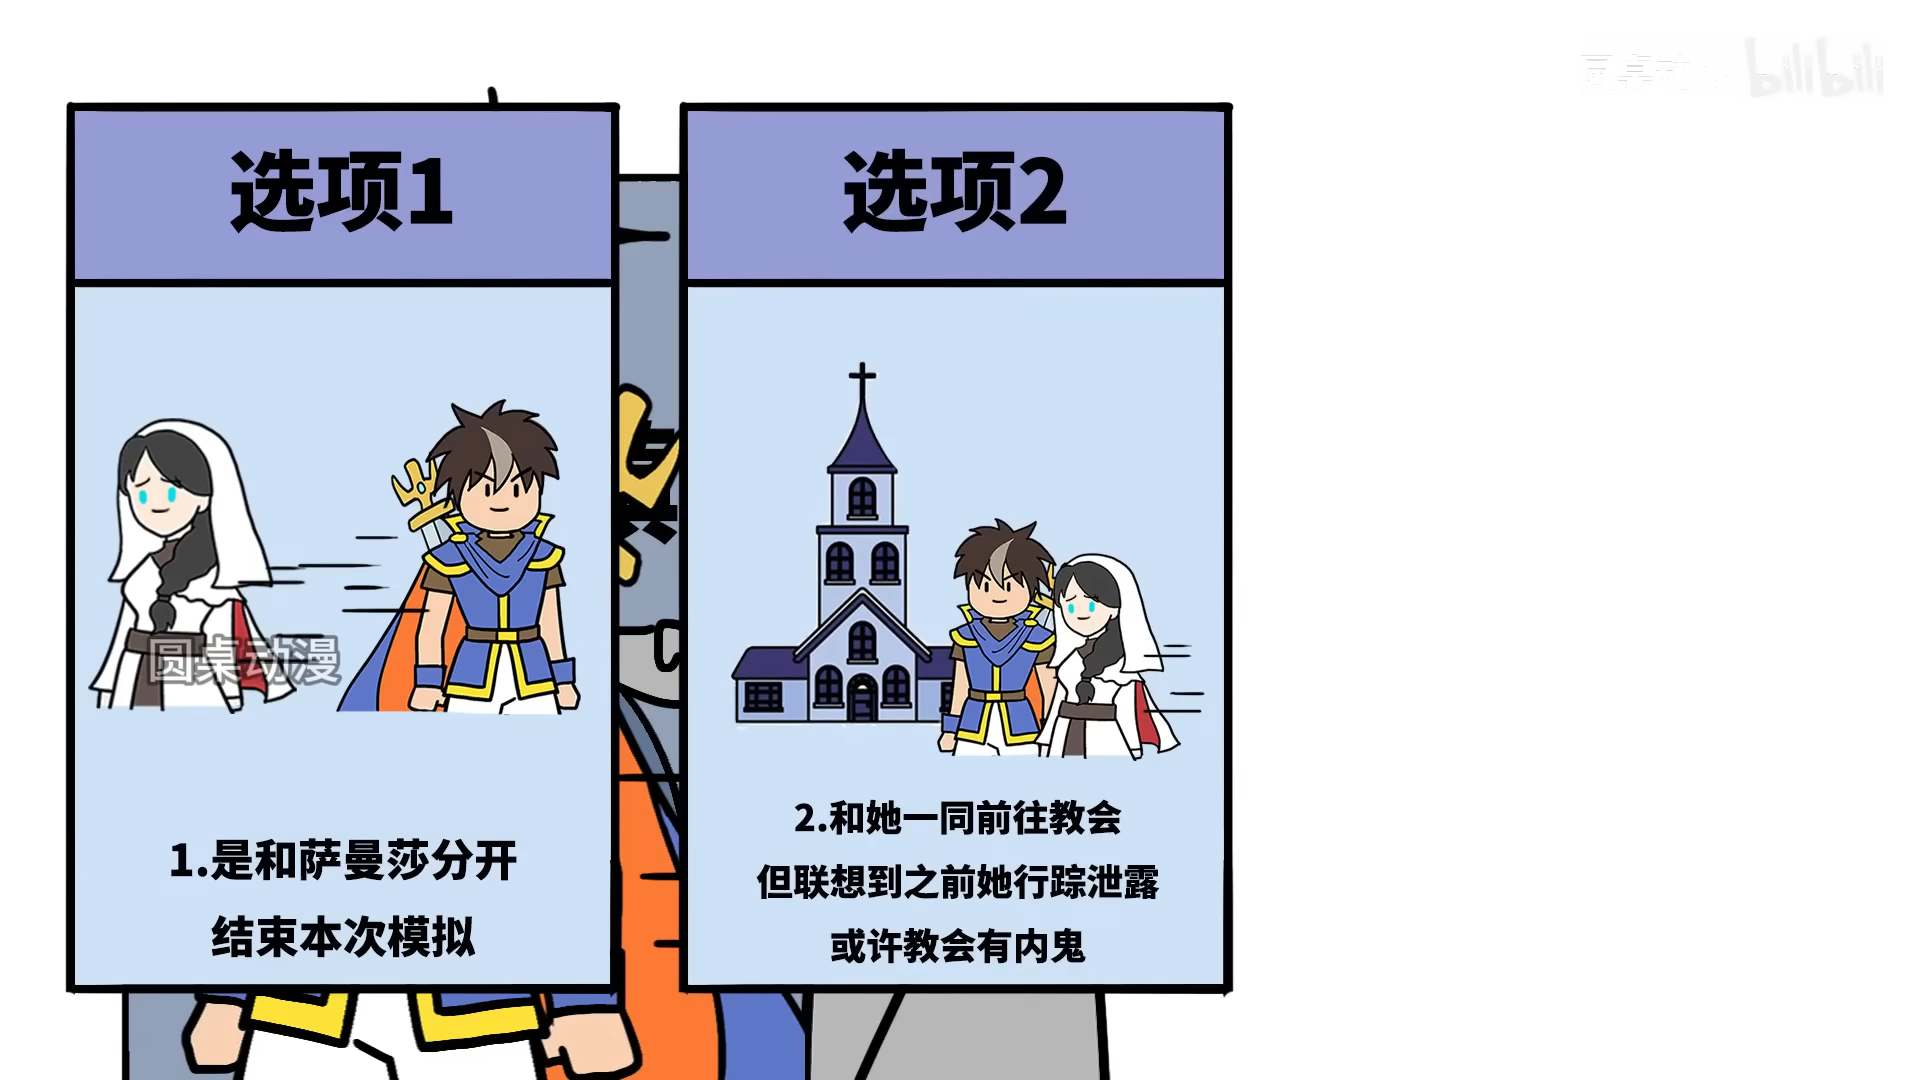 bilibili
选项1
选项2
圆桌动漫
1.是和萨曼莎分开
结束本次模拟
2.和她一同前往教会
但联想到之前她行踪泄露
或许教会有内鬼